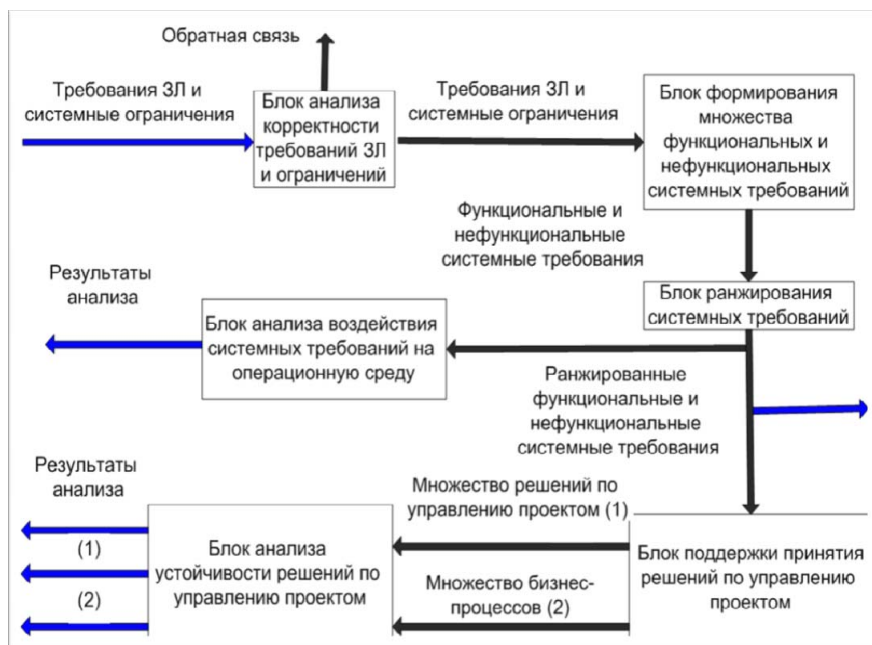 Обратная связь
Требования ЗЛ и
системные ограничения
Блок анализа
корректности
требований ЗЛ
и ограничений
Требования ЗЛ и
системные ограничения
Блок формирования
множества
функциональных и
нефункциональных
системных требований
Функциональные и
нефункциональные
системные требования
Блок ранжирования
системных требований
Результаты
анализа
Блок анализа воздействия
системных требований на
операционную среду
Ранжированные
функциональные и
нефункциональные
системные требования
Результаты
анализа
(1)
(2)
Блок анализа
устойчивости решений по
управлению проектом
Множество решений по
управлению проектом (1)
Множество бизнес-
процессов (2)
Блок поддержки принятия
решений по управлению
проектом